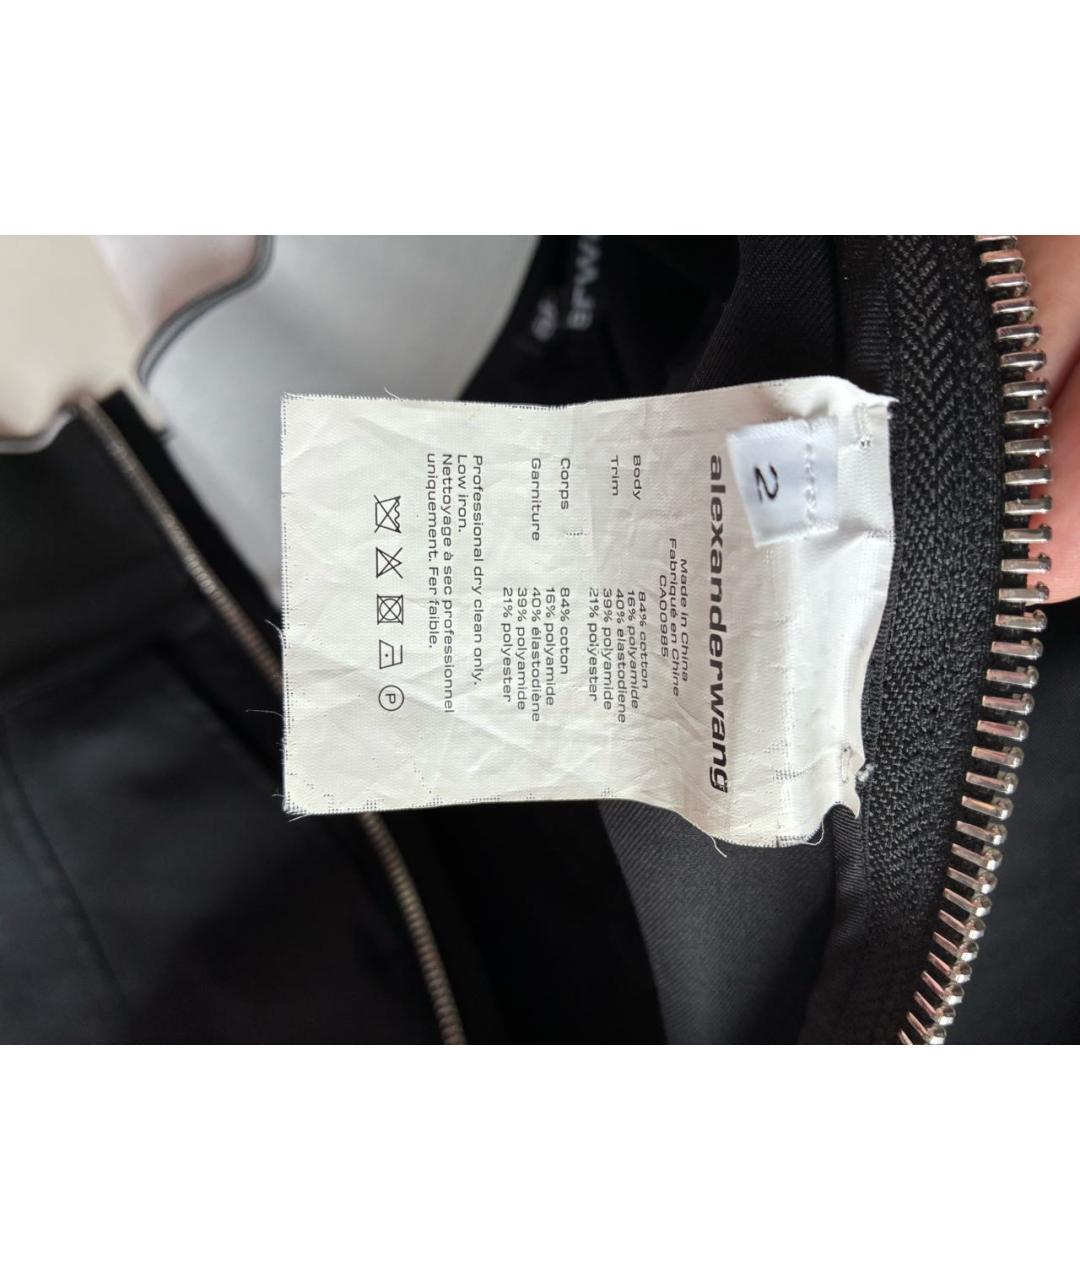 2
alexanderwang
Made in China
Fabriqué en Chine
CA00985
Body 84% cotton
16% polyamide
Trim 40% elastodiene
39% polyamide
21% polyester
Corps 84% coton
16% polyamide
Garniture 40% élastodiène
39% polyamide
21% polyester
Professional dry clean only.
Low iron.
Nettoyage à sec professionnel
uniquement. Fer faible.
P